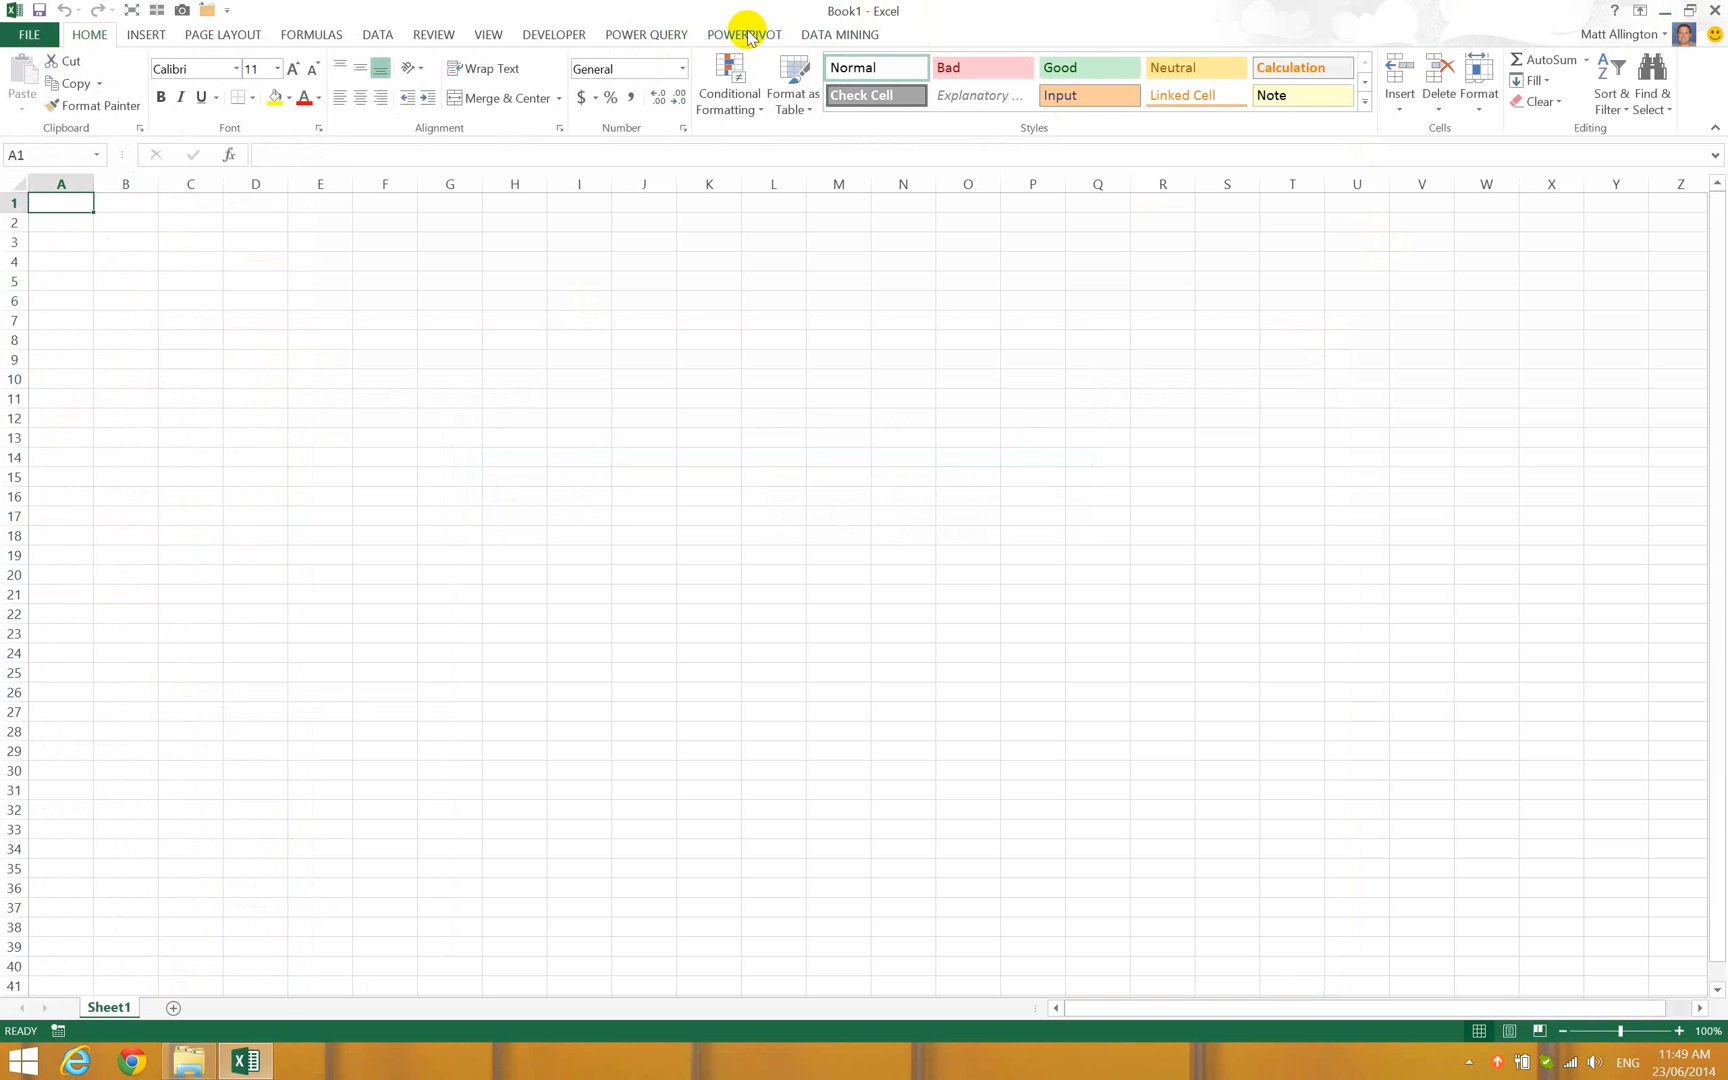 Book1 - Excel
FILE HOME INSERT PAGE LAYOUT FORMULAS DATA REVIEW VIEW DEVELOPER POWER QUERY POWERPIVOT DATA MINING Matt Allington
Paste Cut Copy Format Painter
Clipboard
Calibri 11
B I U A
Font
Wrap Text
Merge & Center
Alignment
General
$ % ,
Number
Conditional Formatting
Format as Table
Normal Bad Good Neutral Calculation
Check Cell Explanatory ... Input Linked Cell Note
Styles
Insert Delete Format
Cells
AutoSum
Fill
Clear
Sort & Filter
Find & Select
Editing
A1 fx
A B C D E F G H I J K L M N O P Q R S T U V W X Y Z
1
2
3
4
5
6
7
8
9
10
11
12
13
14
15
16
17
18
19
20
21
22
23
24
25
26
27
28
29
30
31
32
33
34
35
36
37
38
39
40
41
Sheet1
READY 100%
ENG 11:49 AM
23/06/2014